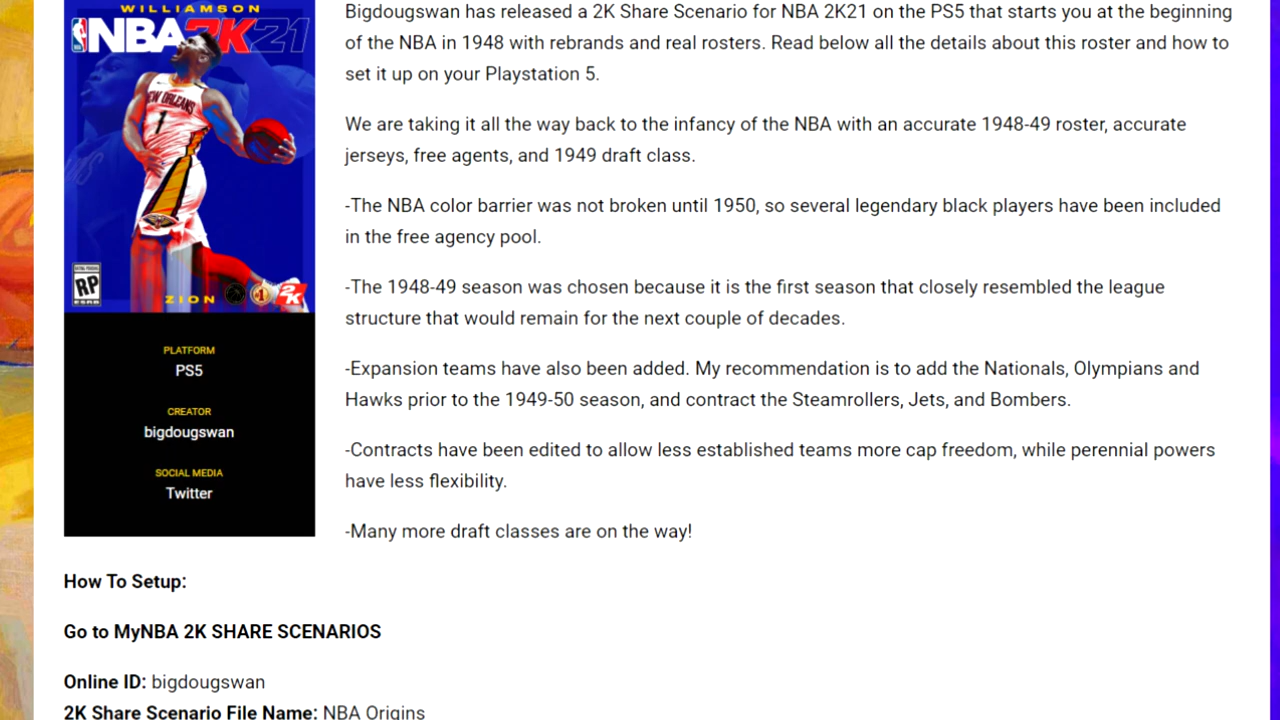 WILLIAMSON
NBA 2K21
NEW ORLEANS
1
RP
ESRB
ZION
2K
PLATFORM
PS5
CREATOR
bigdougswan
SOCIAL MEDIA
Twitter
Bigdougswan has released a 2K Share Scenario for NBA 2K21 on the PS5 that starts you at the beginning
of the NBA in 1948 with rebrands and real rosters. Read below all the details about this roster and how to
set it up on your Playstation 5.
We are taking it all the way back to the infancy of the NBA with an accurate 1948-49 roster, accurate
jerseys, free agents, and 1949 draft class.
-The NBA color barrier was not broken until 1950, so several legendary black players have been included
in the free agency pool.
-The 1948-49 season was chosen because it is the first season that closely resembled the league
structure that would remain for the next couple of decades.
-Expansion teams have also been added. My recommendation is to add the Nationals, Olympians and
Hawks prior to the 1949-50 season, and contract the Steamrollers, Jets, and Bombers.
-Contracts have been edited to allow less established teams more cap freedom, while perennial powers
have less flexibility.
-Many more draft classes are on the way!
How To Setup:
Go to MyNBA 2K SHARE SCENARIOS
Online ID: bigdougswan
2K Share Scenario File Name: NBA Origins